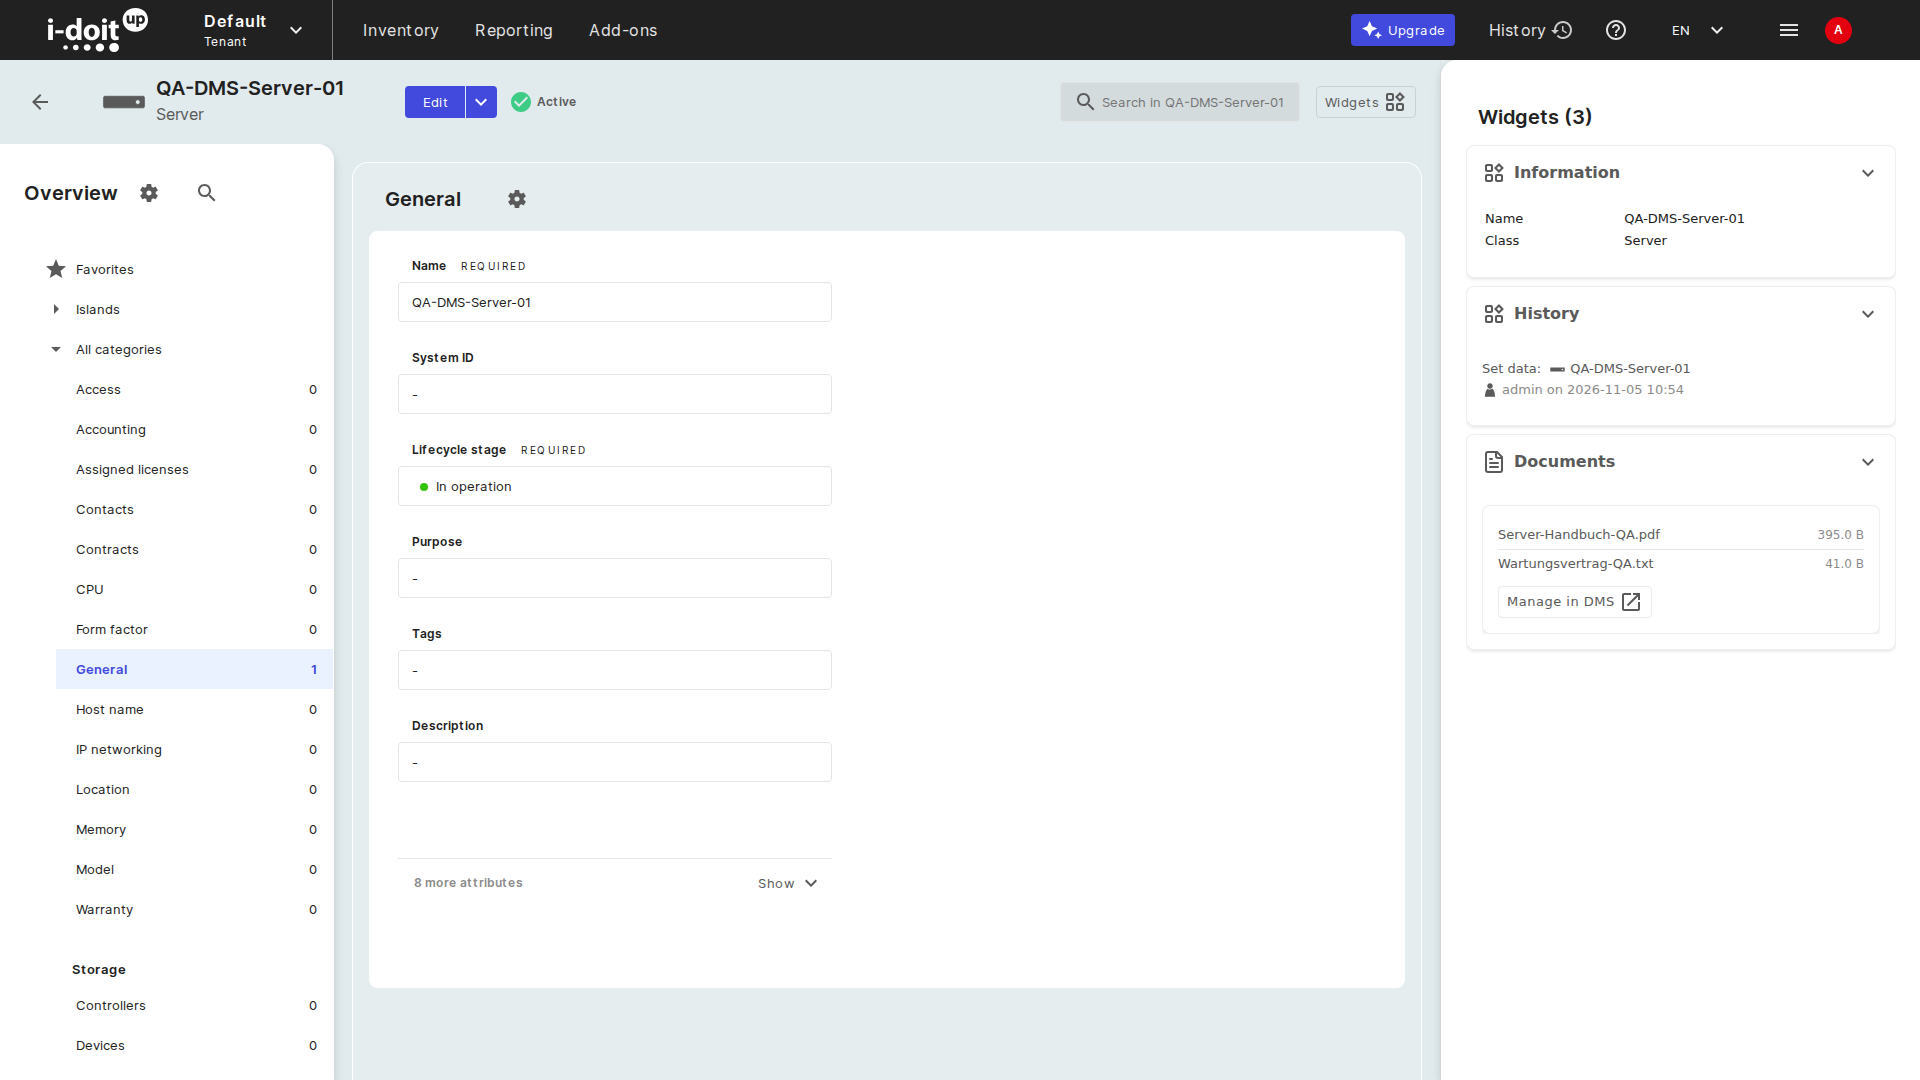 i-doit up
Default
Tenant
Inventory
Reporting
Add-ons
Upgrade
History
EN
A
QA-DMS-Server-01
Server
Edit
Active
Search in QA-DMS-Server-01
Widgets
Overview
Favorites
Islands
All categories
Access 0
Accounting 0
Assigned licenses 0
Contacts 0
Contracts 0
CPU 0
Form factor 0
General 1
Host name 0
IP networking 0
Location 0
Memory 0
Model 0
Warranty 0
Storage
Controllers 0
Devices 0
General
Name REQUIRED
QA-DMS-Server-01
System ID
-
Lifecycle stage REQUIRED
In operation
Purpose
-
Tags
-
Description
-
8 more attributes Show
Widgets (3)
Information
Name QA-DMS-Server-01
Class Server
History
Set data: QA-DMS-Server-01
admin on 2026-11-05 10:54
Documents
Server-Handbuch-QA.pdf 395.0 B
Wartungsvertrag-QA.txt 41.0 B
Manage in DMS